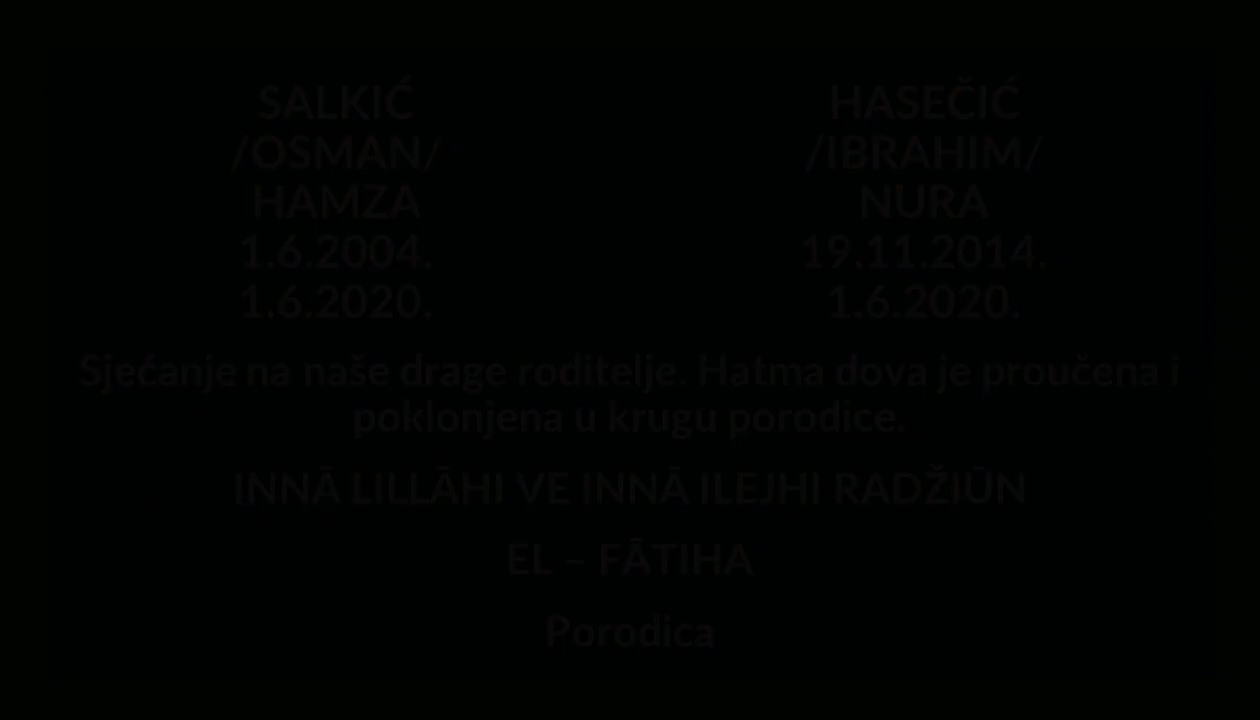 SALKIĆ
/OSMAN/
HAMZA
1.6.2004.
1.6.2020.
HASEČIĆ
/IBRAHIM/
NURA
19.11.2014.
1.6.2020.
Sjećanje na naše drage roditelje. Hatma dova je proučena i
poklonjena u krugu porodice.
INNĀ LILLĀHI VE INNĀ ILEJHI RADŽIŪN
EL – FĀTIHA
Porodica